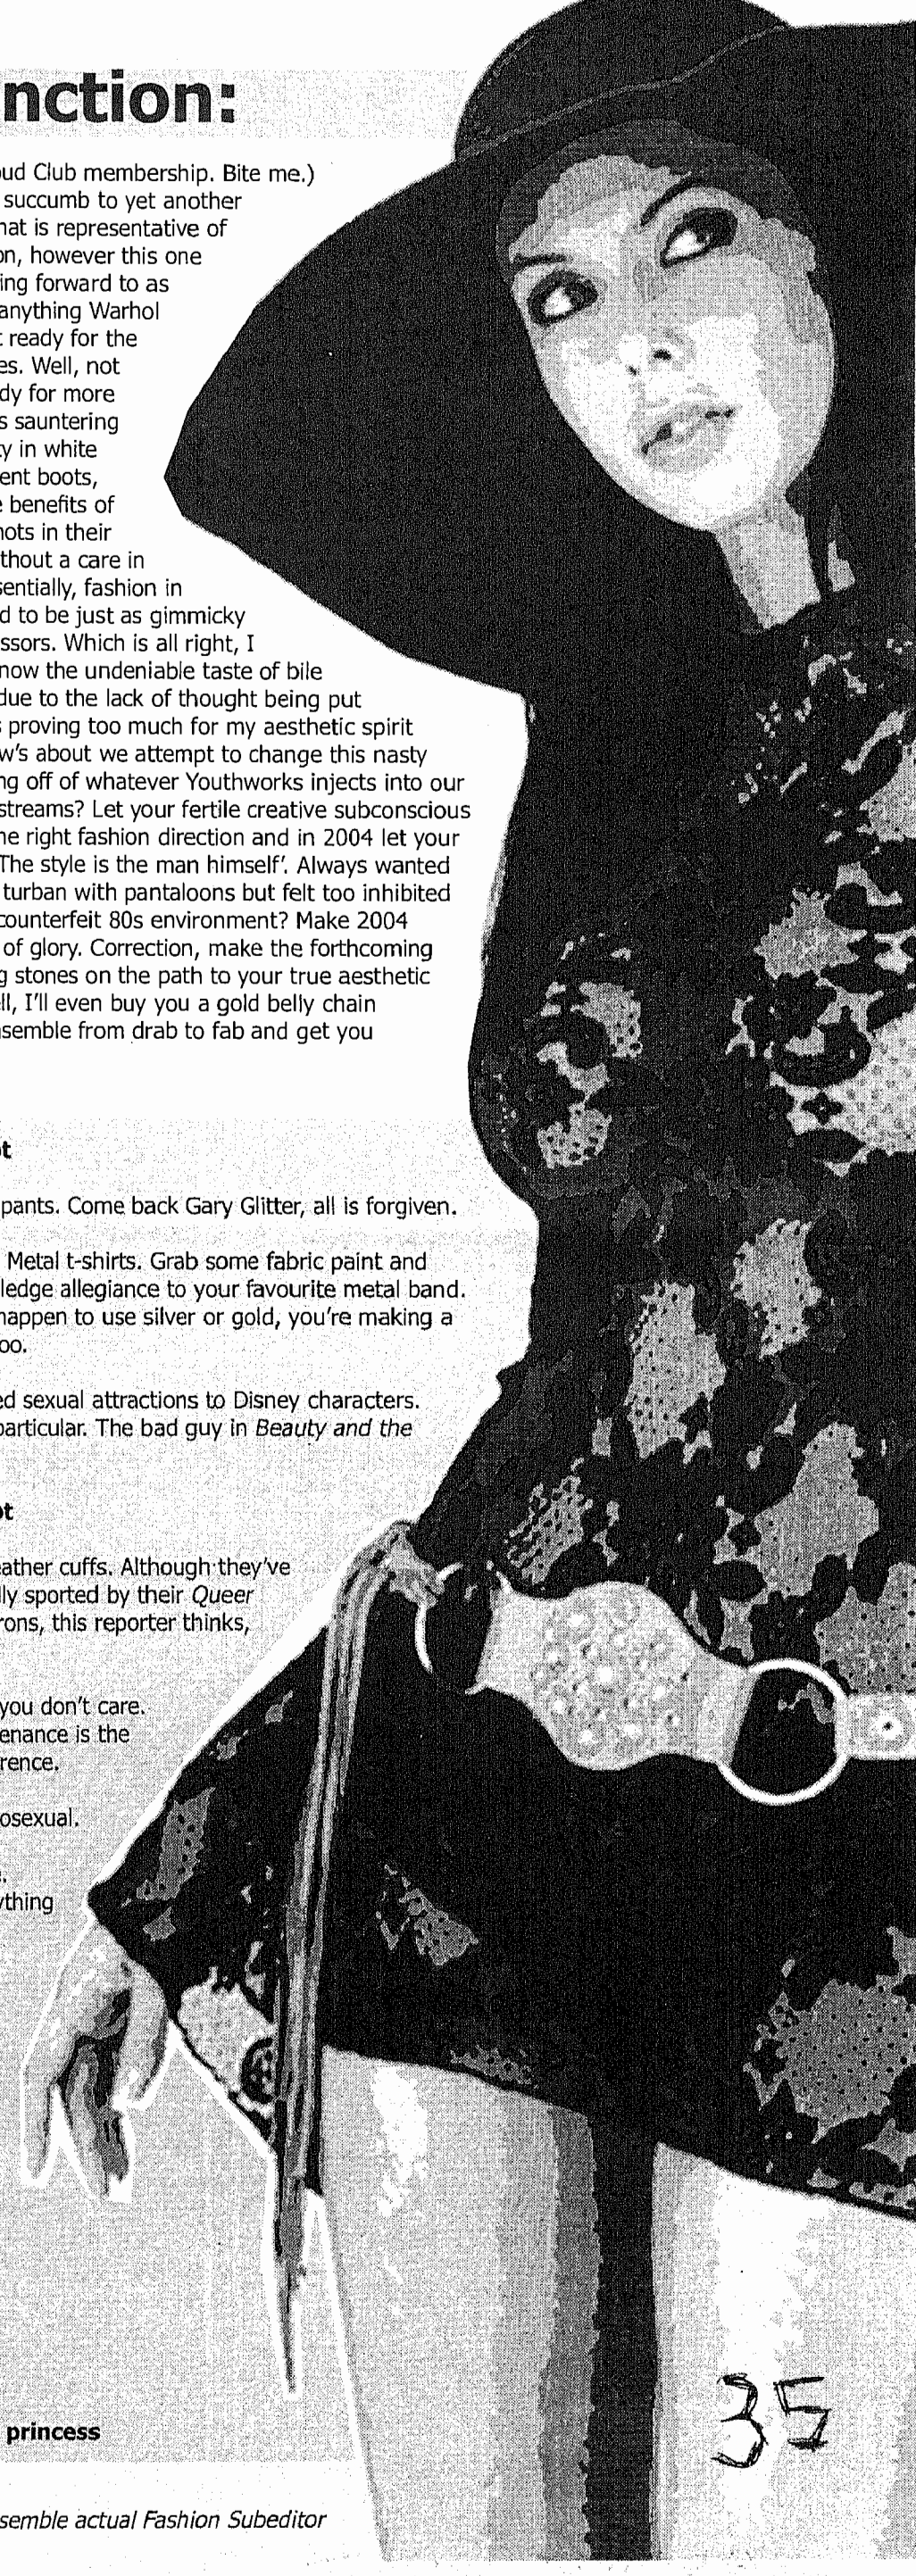 nction:
oud Club membership. Bite me.)
succumb to yet another
hat is representative of
on, however this one
ing forward to as
anything Warhol
t ready for the
es. Well, not
dy for more
s sauntering
ty in white
ent boots,
e benefits of
hots in their
thout a care in
sentially, fashion in
d to be just as gimmicky
ssors. Which is all right, I
now the undeniable taste of bile
due to the lack of thought being put
s proving too much for my aesthetic spirit
w's about we attempt to change this nasty
ng off of whatever Youthworks injects into our
streams? Let your fertile creative subconscious
he right fashion direction and in 2004 let your
'The style is the man himself'. Always wanted
turban with pantaloons but felt too inhibited
counterfeit 80s environment? Make 2004
of glory. Correction, make the forthcoming
g stones on the path to your true aesthetic
ll, I'll even buy you a gold belly chain
semble from drab to fab and get you
t
pants. Come back Gary Glitter, all is forgiven.
Metal t-shirts. Grab some fabric paint and
ledge allegiance to your favourite metal band.
happen to use silver or gold, you're making a
oo.
ed sexual attractions to Disney characters.
particular. The bad guy in Beauty and the
ot
eather cuffs. Although they've
lly sported by their Queer
rons, this reporter thinks,
you don't care.
enance is the
rence.
osexual.
.
ything
princess
semble actual Fashion Subeditor
35